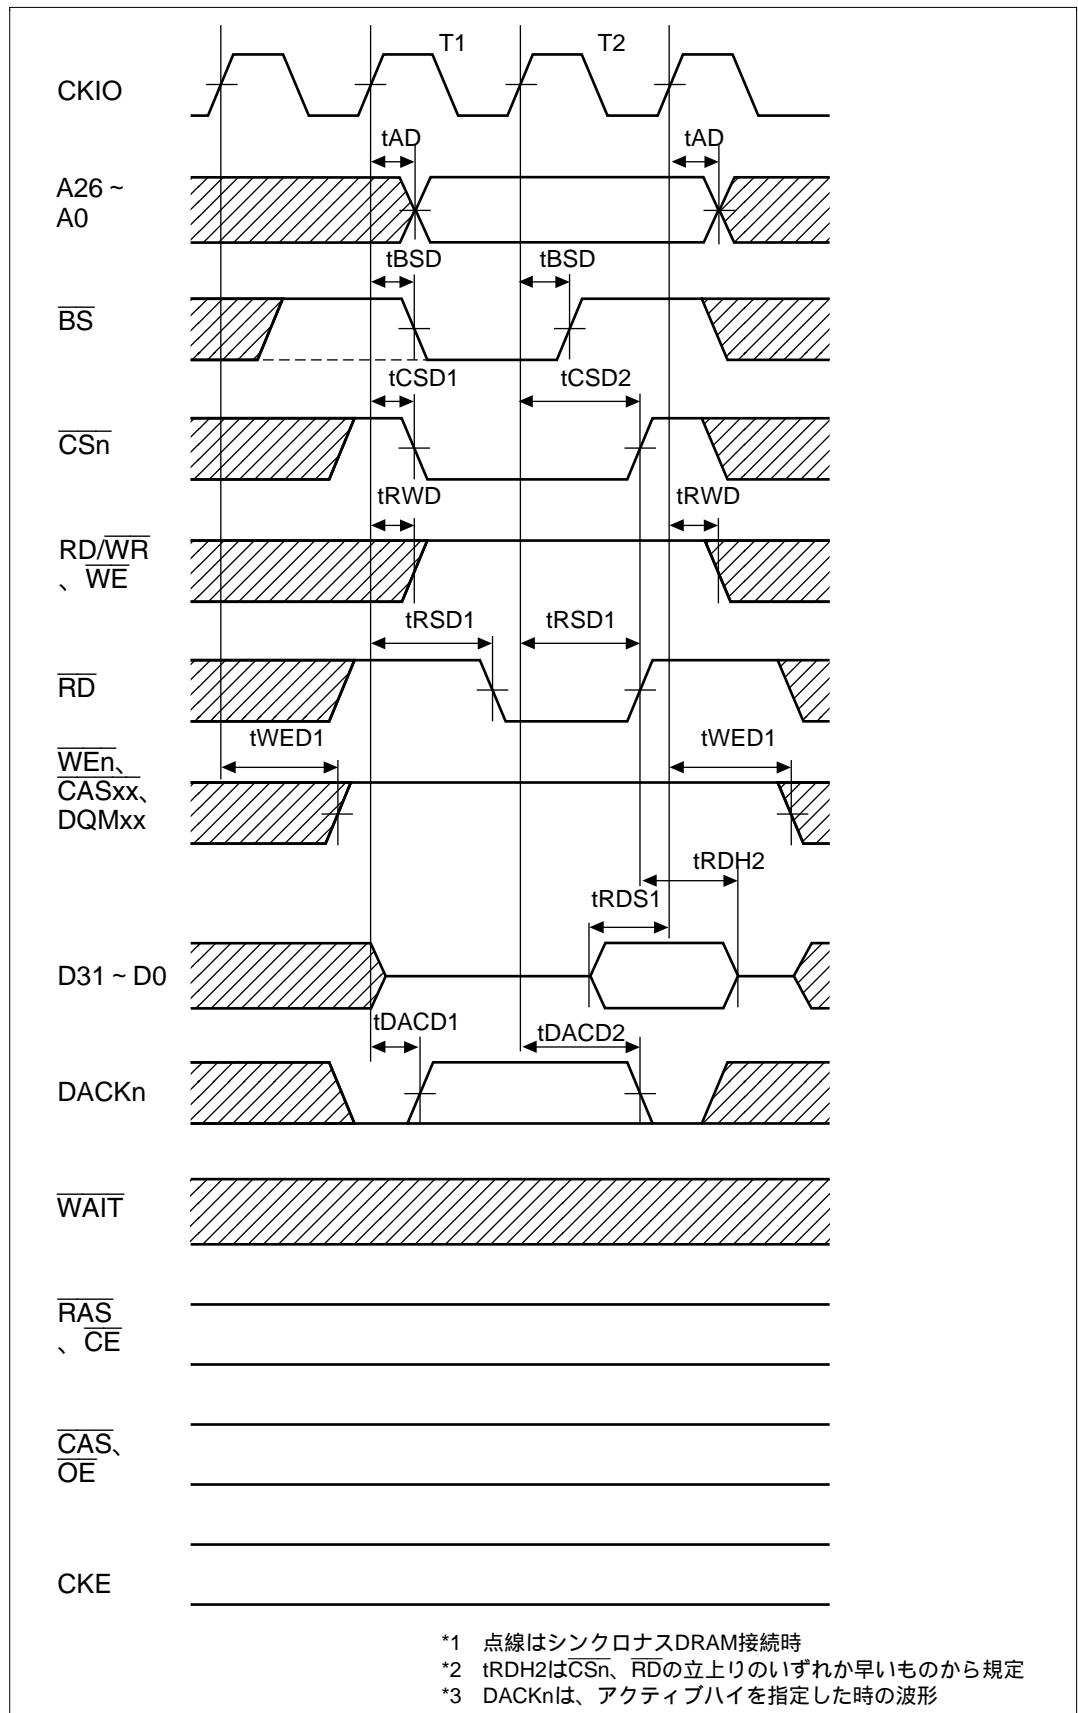 T1 T2
CKIO
tAD tAD
A26 ~
A0
tBSD tBSD
BS
tCSD1 tCSD2
CSn
tRWD tRWD
RD/WR
、WE
tRSD1 tRSD1
RD
tWED1 tWED1
WEn、
CASxx、
DQMxx
tRDH2
tRDS1
D31 ~ D0
tDACD1 tDACD2
DACKn
WAIT
RAS
、CE
CAS、
OE
CKE
*1 点線はシンクロナスDRAM接続時
*2 tRDH2はCSn、RDの立上りのいずれか早いものから規定
*3 DACKnは、アクティブハイを指定した時の波形